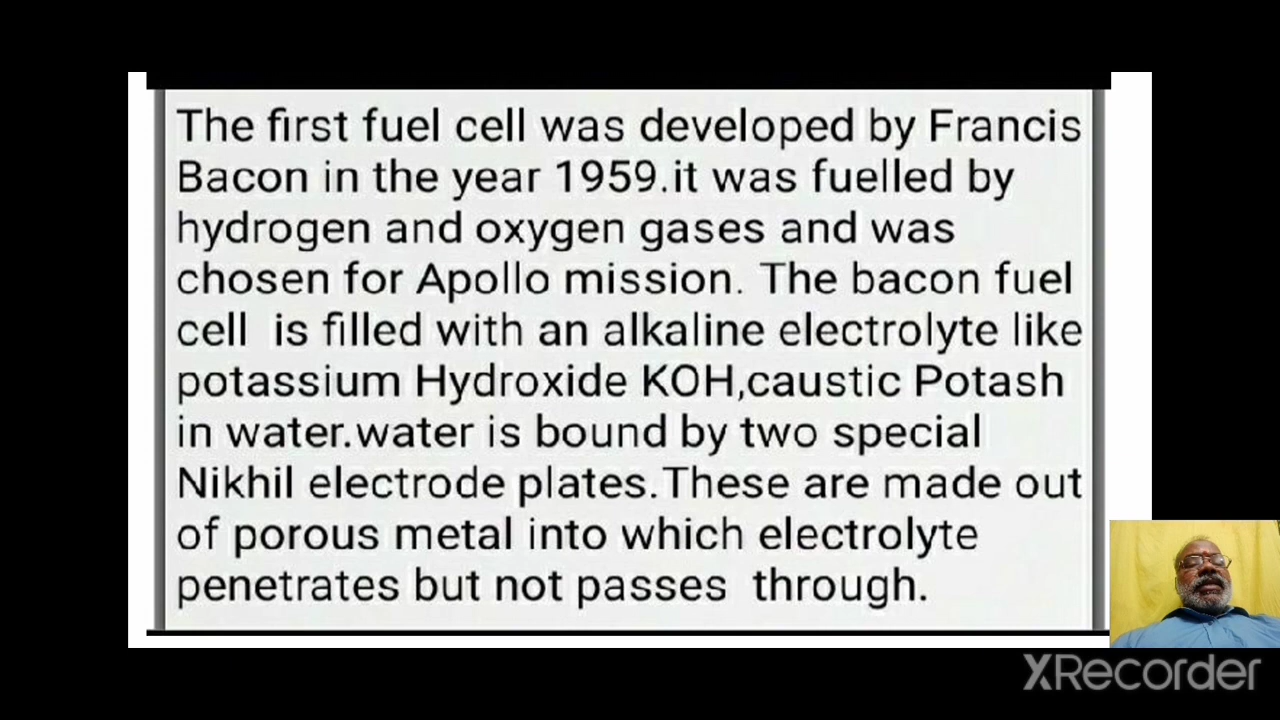 The first fuel cell was developed by Francis
Bacon in the year 1959.it was fuelled by
hydrogen and oxygen gases and was
chosen for Apollo mission. The bacon fuel
cell  is filled with an alkaline electrolyte like
potassium Hydroxide KOH,caustic Potash
in water.water is bound by two special
Nikhil electrode plates.These are made out
of porous metal into which electrolyte
penetrates but not passes  through.
XRecorder